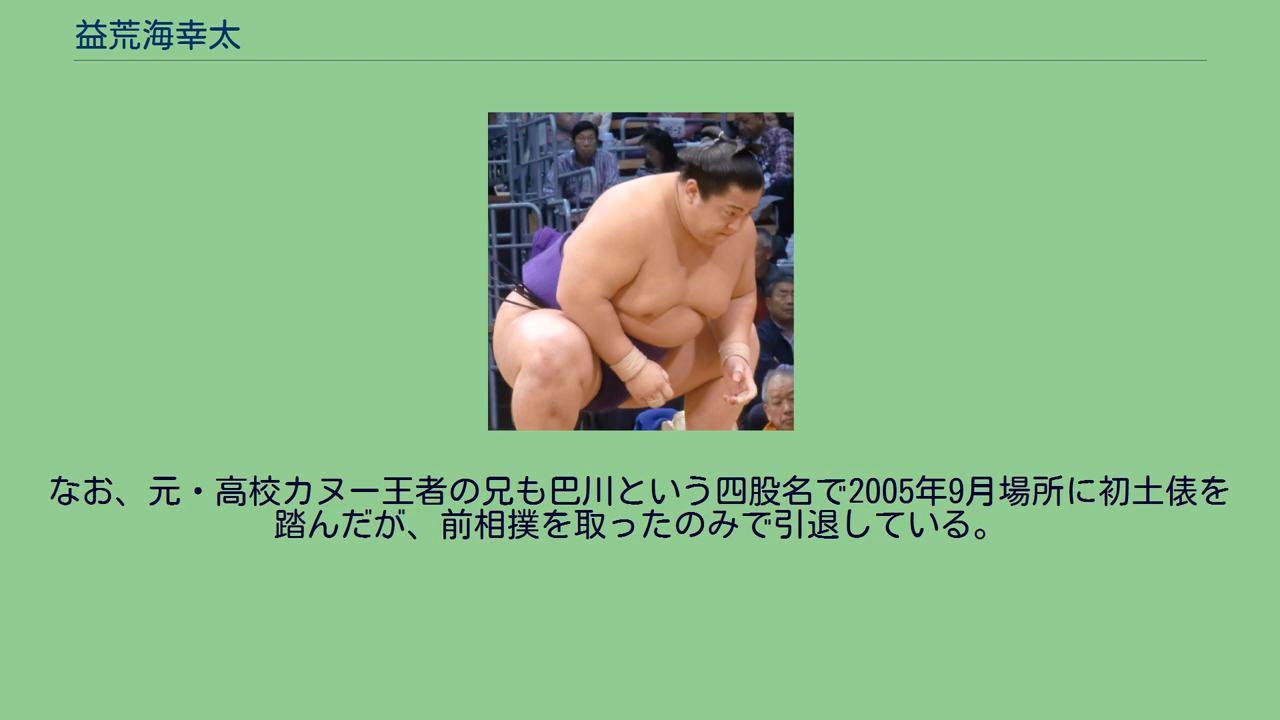 益荒海幸太
なお、元・高校カヌー王者の兄も巴川という四股名で2005年9月場所に初土俵を
踏んだが、前相撲を取ったのみで引退している。